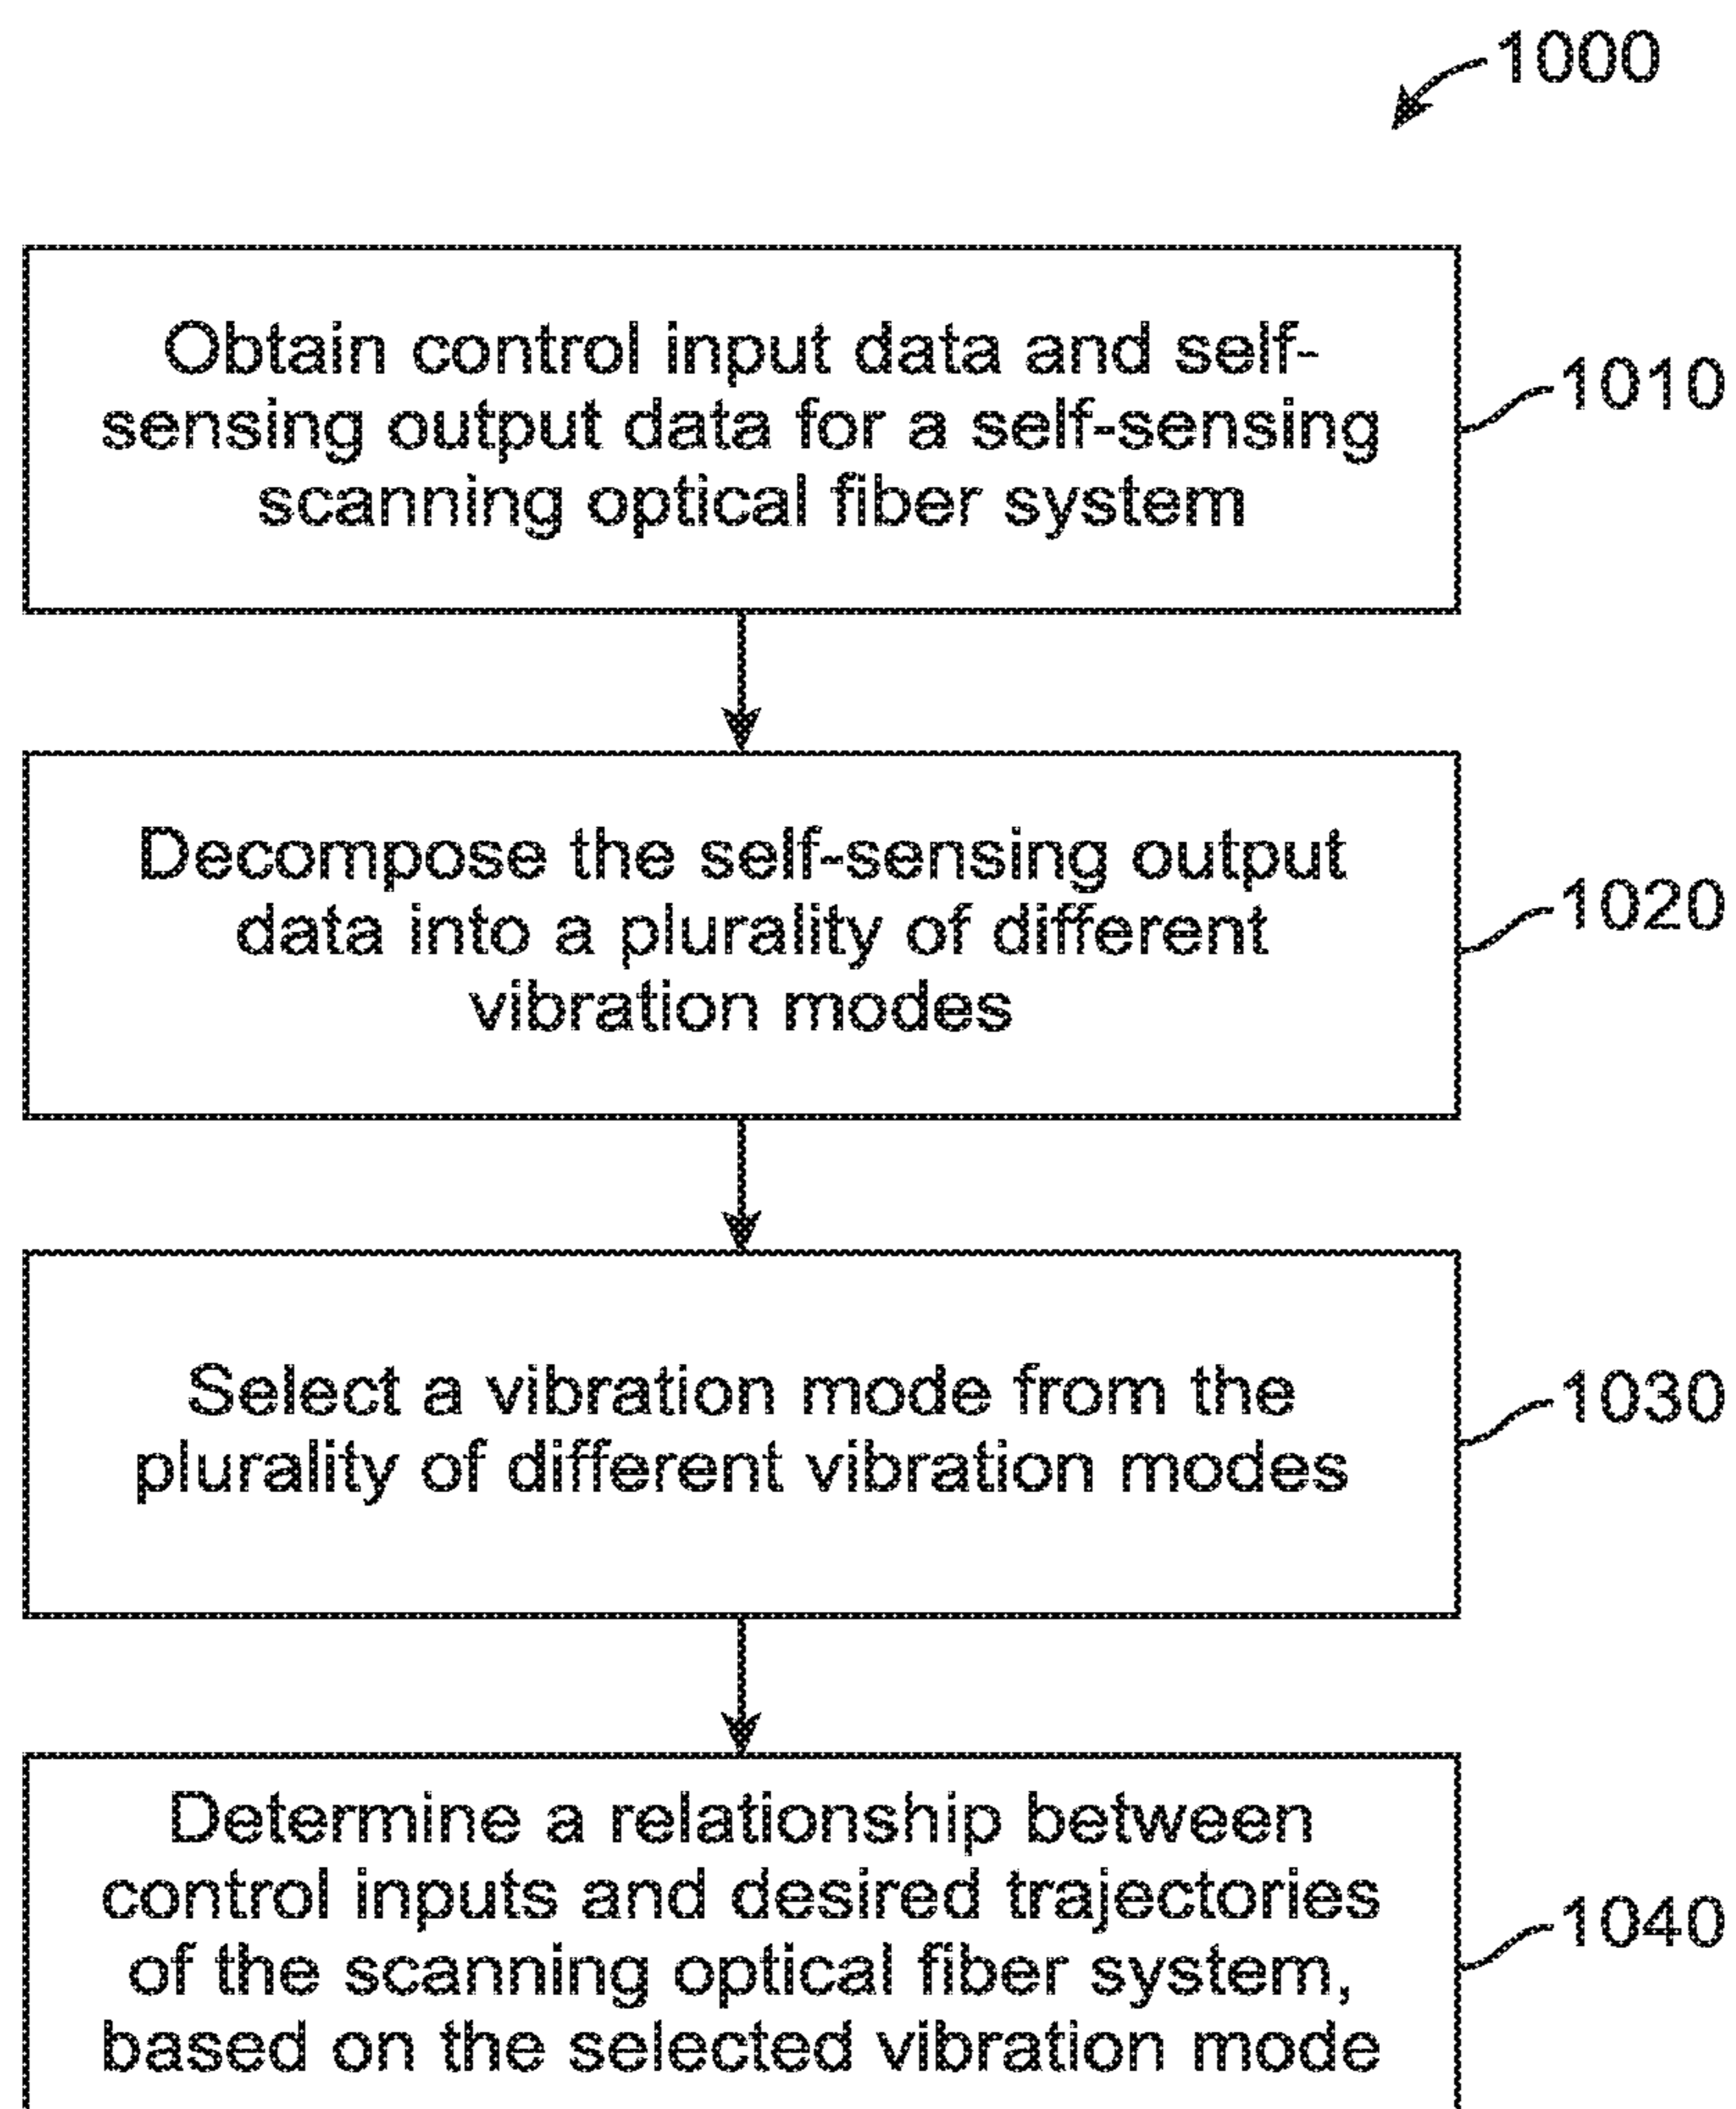 1000
Obtain control input data and self-
sensing output data for a self-sensing
scanning optical fiber system
1010
Decompose the self-sensing output
data into a plurality of different
vibration modes
1020
Select a vibration mode from the
plurality of different vibration modes
1030
Determine a relationship between
control inputs and desired trajectories
of the scanning optical fiber system,
based on the selected vibration mode
1040